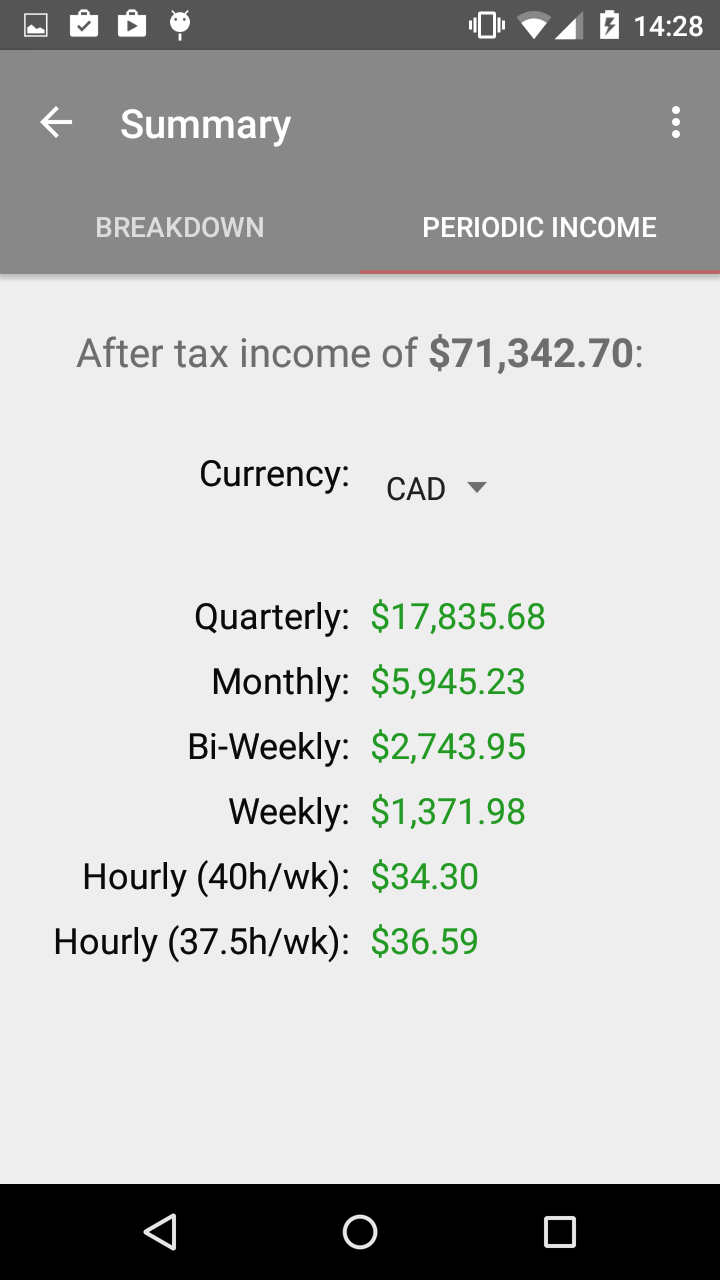 14:28
Summary
BREAKDOWN PERIODIC INCOME
After tax income of $71,342.70:
Currency: CAD
Quarterly: $17,835.68
Monthly: $5,945.23
Bi-Weekly: $2,743.95
Weekly: $1,371.98
Hourly (40h/wk): $34.30
Hourly (37.5h/wk): $36.59